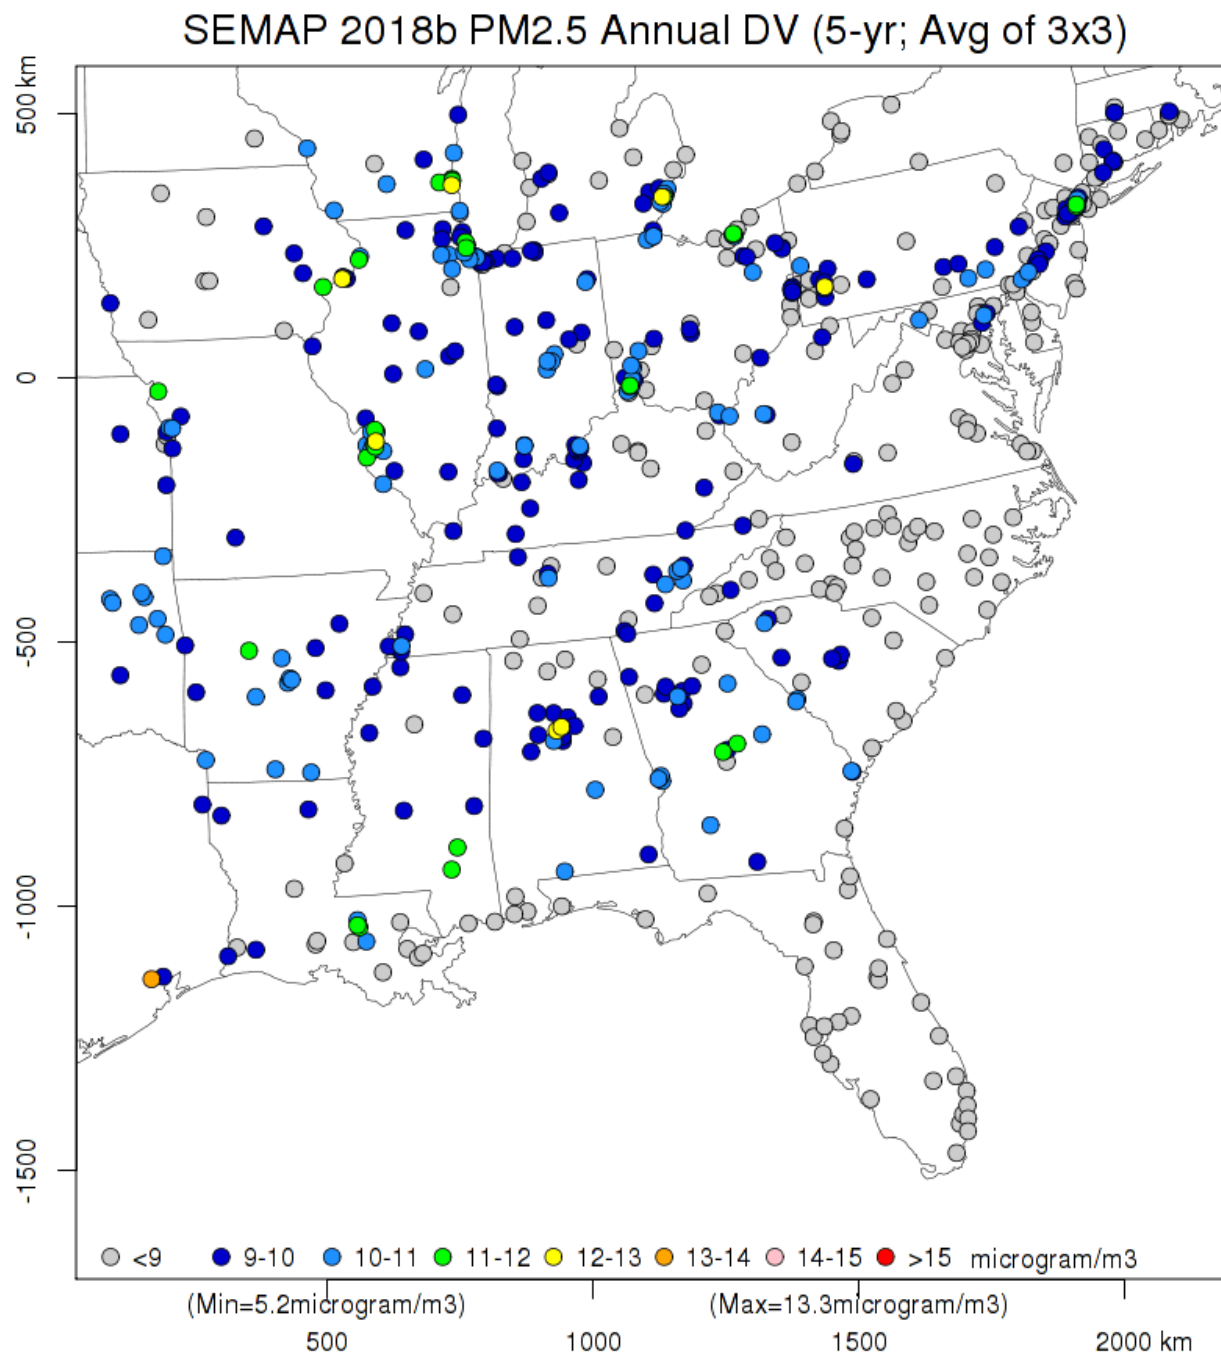 SEMAP 2018b PM2.5 Annual DV (5-yr; Avg of 3x3)
500 km
0
-500
-1000
-1500
<9 9-10 10-11 11-12 12-13 13-14 14-15 >15 microgram/m3
(Min=5.2microgram/m3) (Max=13.3microgram/m3)
500 1000 1500 2000 km